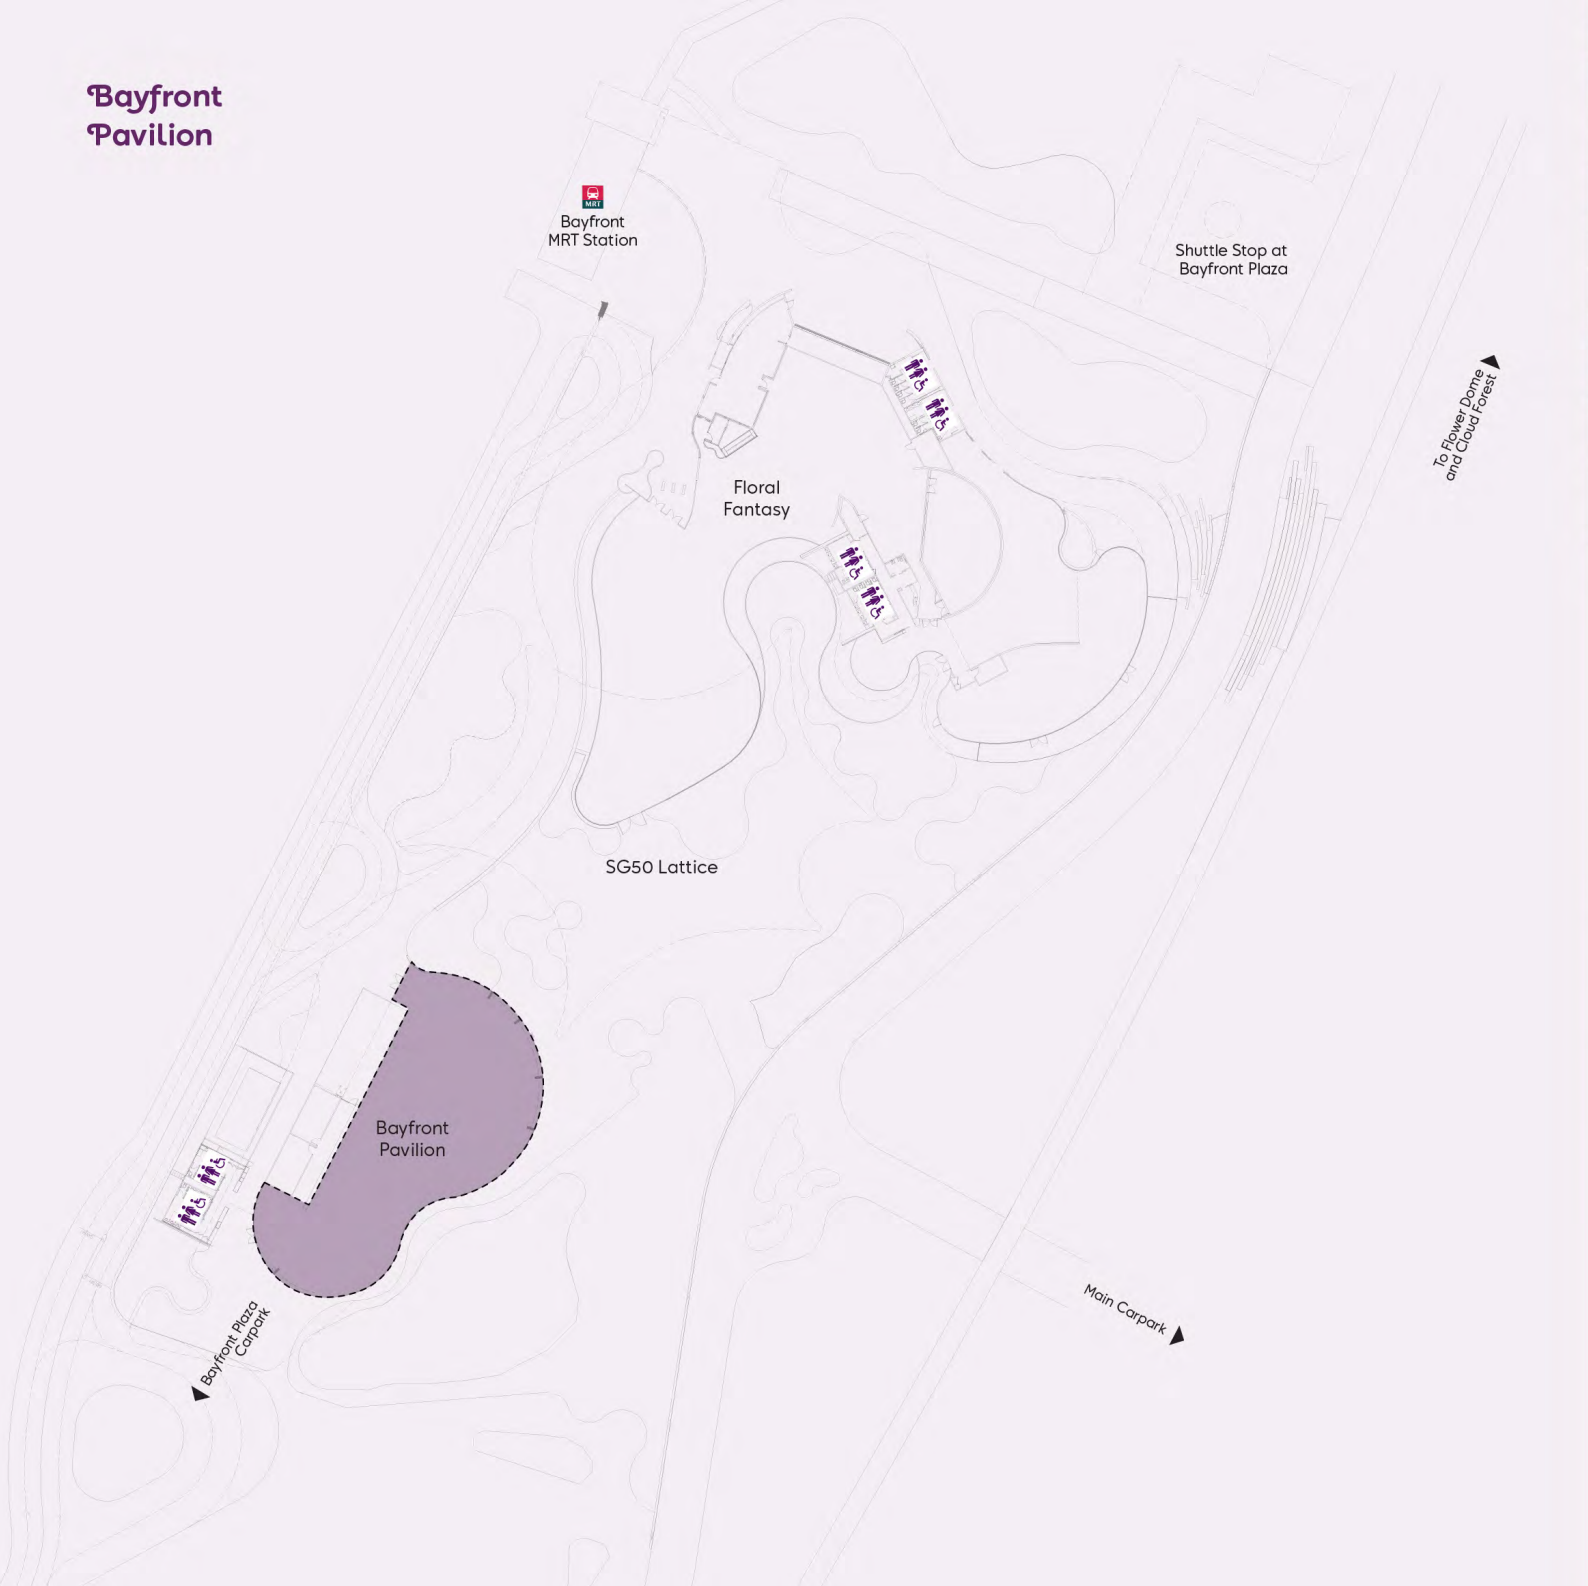 Bayfront
Pavilion
MRT
Bayfront
MRT Station
Shuttle Stop at
Bayfront Plaza
To Flower Dome
and Cloud Forest
Floral
Fantasy
SG50 Lattice
Bayfront
Pavilion
Bayfront Plaza
Carpark
Main Carpark